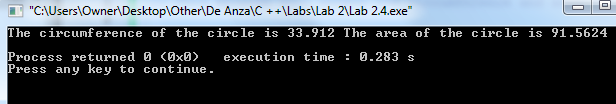 "C:\Users\Owner\Desktop\Other\De Anza\C ++\Labs\Lab 2\Lab 2.4.exe"
The circumference of the circle is 33.912 The area of the circle is 91.5624
Process returned 0 (0x0)   execution time : 0.283 s
Press any key to continue.